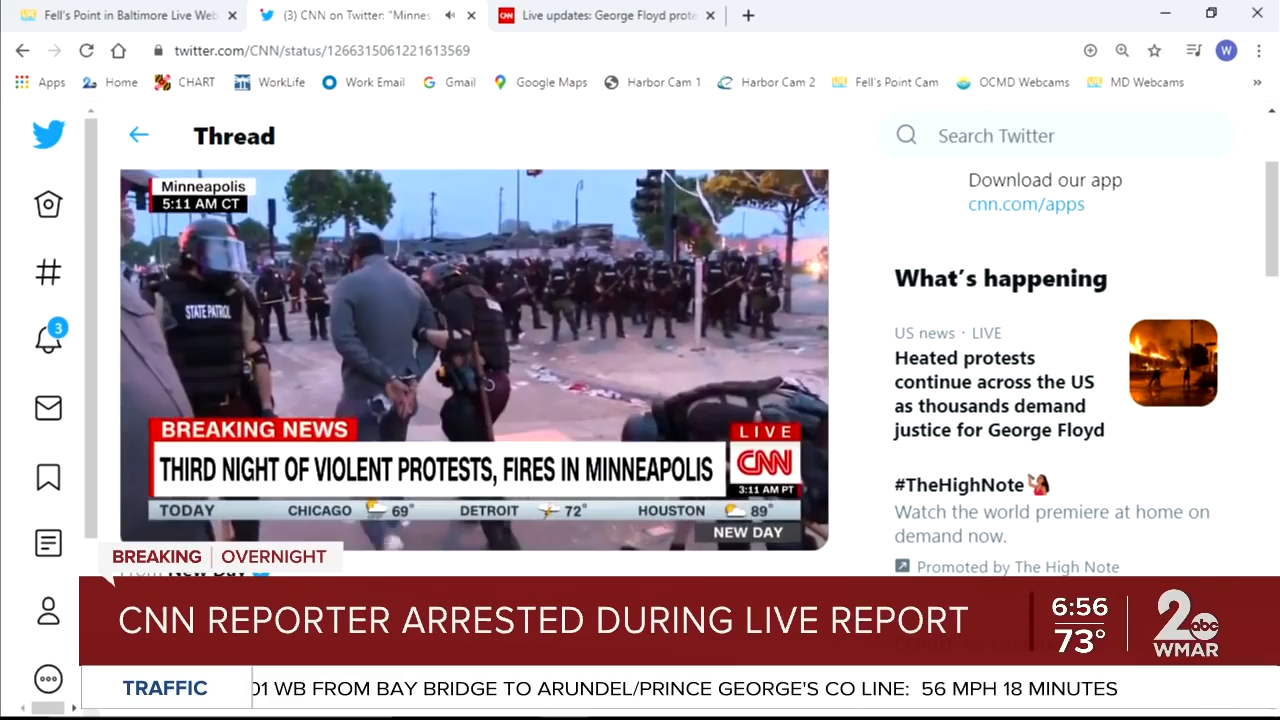 Fell's Point in Baltimore Live Web
(3) CNN on Twitter: "Minnes
CNN
Live updates: George Floyd prote
twitter.com/CNN/status/1266315061221613569
W
Apps
Home
CHART
WorkLife
Work Email
Gmail
Google Maps
Harbor Cam 1
Harbor Cam 2
Fell's Point Cam
OCMD Webcams
MD Webcams
»
Thread
Search Twitter
Download our app
cnn.com/apps
What's happening
US news · LIVE
Heated protests
continue across the US
as thousands demand
justice for George Floyd
#TheHighNote
Watch the world premiere at home on
demand now.
Promoted by The High Note
3
Minneapolis
5:11 AM CT
STATE PATROL
BREAKING NEWS
LIVE
THIRD NIGHT OF VIOLENT PROTESTS, FIRES IN MINNEAPOLIS
CNN
3:11 AM PT
TODAY CHICAGO 69° DETROIT 72° HOUSTON 89°
NEW DAY
BREAKING | OVERNIGHT
CNN REPORTER ARRESTED DURING LIVE REPORT
6:56
73°
2 abc
WMAR
TRAFFIC
01 WB FROM BAY BRIDGE TO ARUNDEL/PRINCE GEORGE'S CO LINE: 56 MPH 18 MINUTES